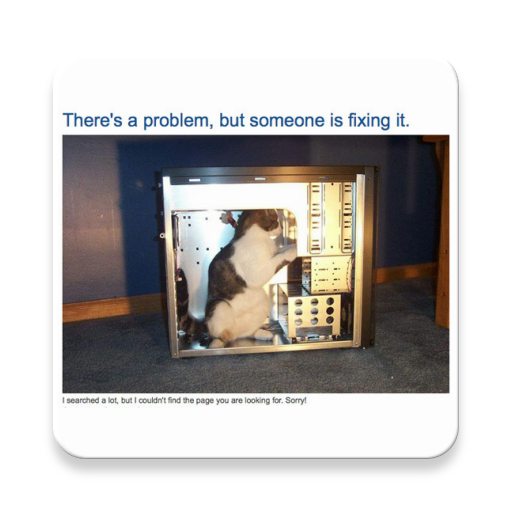 There's a problem, but someone is fixing it.
I searched a lot, but I couldn't find the page you are looking for. Sorry!